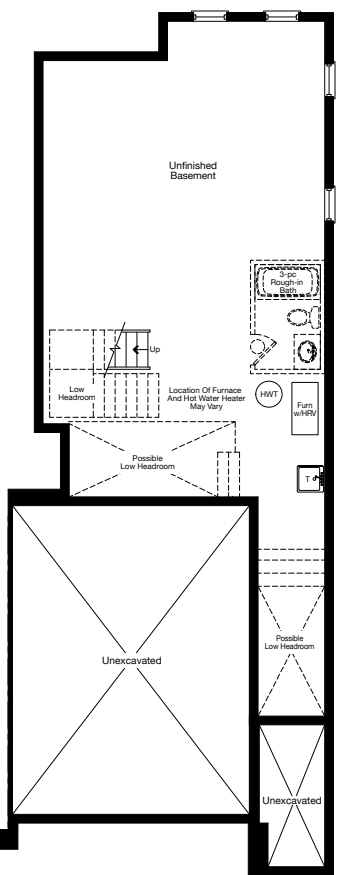 Unfinished
Basement
3-pc
Rough-in
Bath
Up
Low
Headroom
Location Of Furnace
And Hot Water Heater
May Vary
HWT
Furn
w/HRV
Possible
Low Headroom
T
Possible
Low Headroom
Unexcavated
Unexcavated